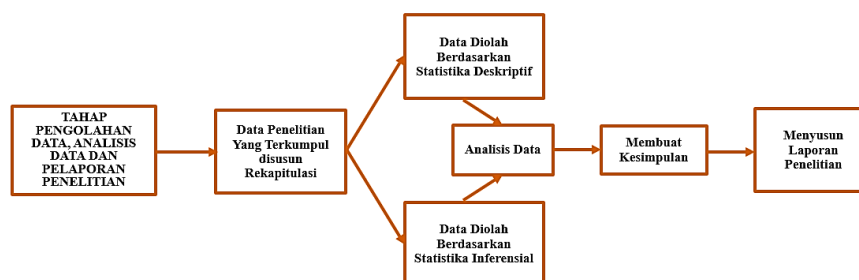 TAHAP
PENGOLAHAN
DATA, ANALISIS
DATA DAN
PELAPORAN
PENELITIAN
Data Penelitian
Yang Terkumpul
disusun
Rekapitulasi
Data Diolah
Berdasarkan
Statistika Deskriptif
Analisis Data
Data Diolah
Berdasarkan
Statistika Inferensial
Membuat
Kesimpulan
Menyusun
Laporan
Penelitian